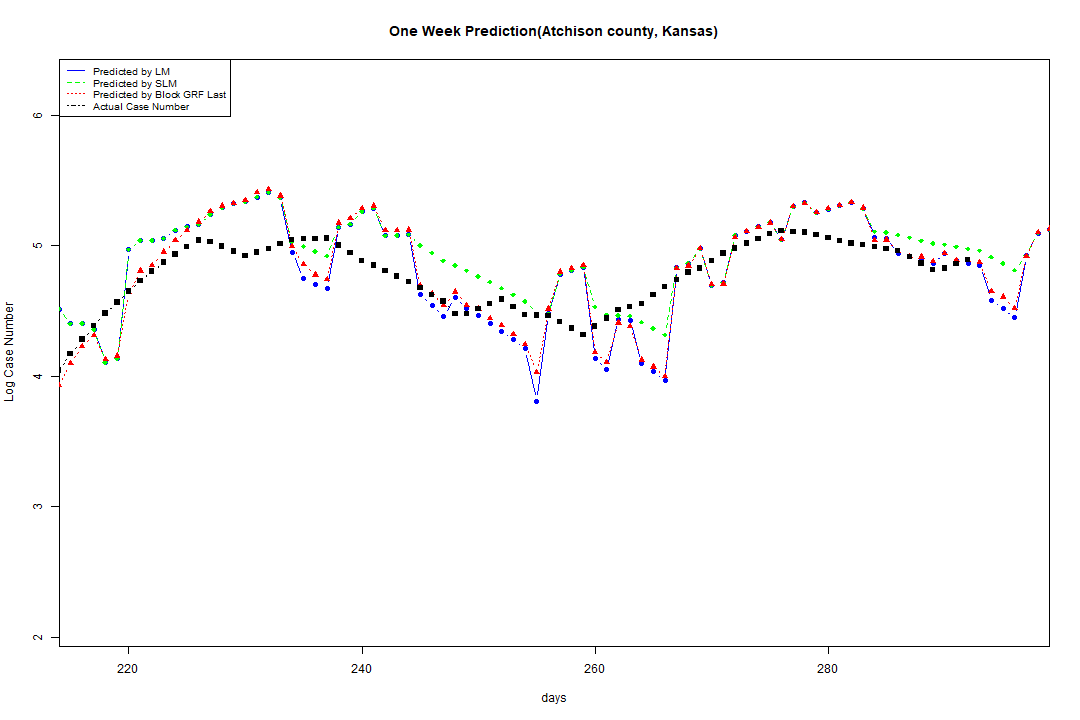 One Week Prediction(Atchison county, Kansas)
Predicted by LM
Predicted by SLM
Predicted by Block GRF Last
Actual Case Number
6
5
4
3
2
Log Case Number
220 240 260 280
days